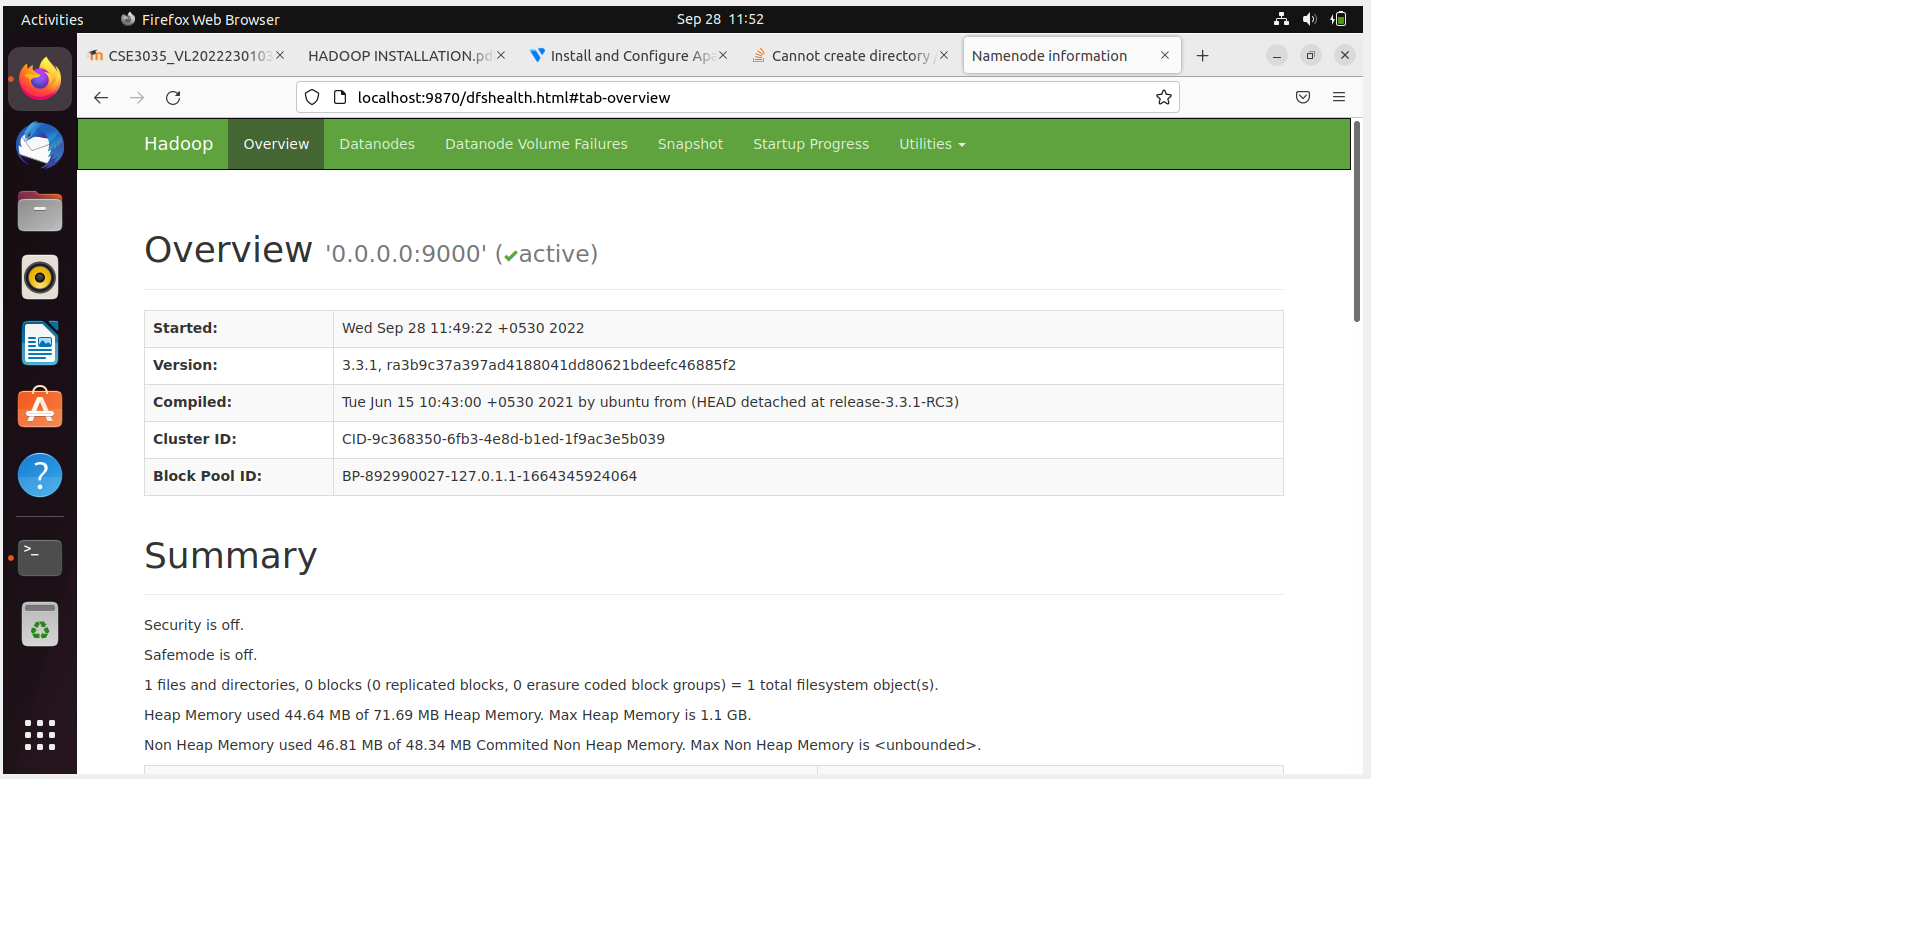 Activities Firefox Web Browser Sep 28 11:52
CSE3035_VL2022230103 HADOOP INSTALLATION.pd Install and Configure Apa Cannot create directory / Namenode information
localhost:9870/dfshealth.html#tab-overview
Hadoop Overview Datanodes Datanode Volume Failures Snapshot Startup Progress Utilities
Overview '0.0.0.0:9000' (✔active)
Started: Wed Sep 28 11:49:22 +0530 2022
Version: 3.3.1, ra3b9c37a397ad4188041dd80621bdeefc46885f2
Compiled: Tue Jun 15 10:43:00 +0530 2021 by ubuntu from (HEAD detached at release-3.3.1-RC3)
Cluster ID: CID-9c368350-6fb3-4e8d-b1ed-1f9ac3e5b039
Block Pool ID: BP-892990027-127.0.1.1-1664345924064
Summary
Security is off.
Safemode is off.
1 files and directories, 0 blocks (0 replicated blocks, 0 erasure coded block groups) = 1 total filesystem object(s).
Heap Memory used 44.64 MB of 71.69 MB Heap Memory. Max Heap Memory is 1.1 GB.
Non Heap Memory used 46.81 MB of 48.34 MB Commited Non Heap Memory. Max Non Heap Memory is <unbounded>.